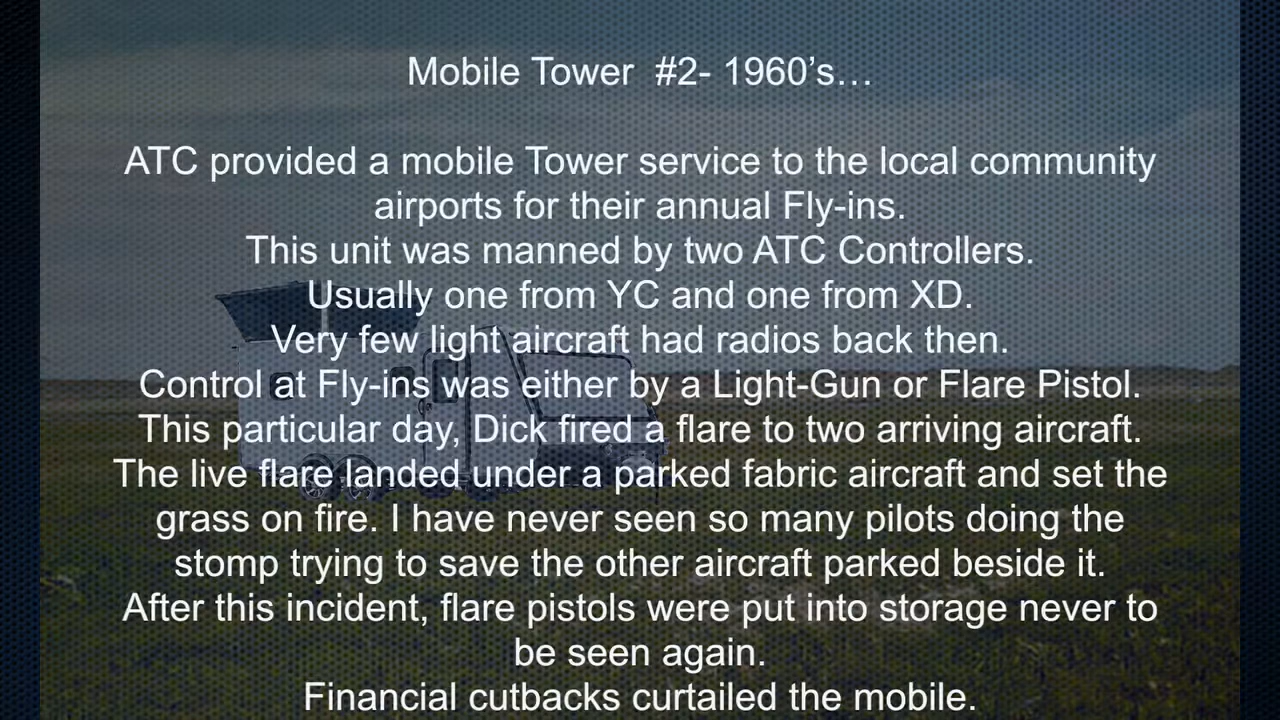 Mobile Tower  #2- 1960’s…
ATC provided a mobile Tower service to the local community
airports for their annual Fly-ins.
This unit was manned by two ATC Controllers.
Usually one from YC and one from XD.
Very few light aircraft had radios back then.
Control at Fly-ins was either by a Light-Gun or Flare Pistol.
This particular day, Dick fired a flare to two arriving aircraft.
The live flare landed under a parked fabric aircraft and set the
grass on fire. I have never seen so many pilots doing the
stomp trying to save the other aircraft parked beside it.
After this incident, flare pistols were put into storage never to
be seen again.
Financial cutbacks curtailed the mobile.